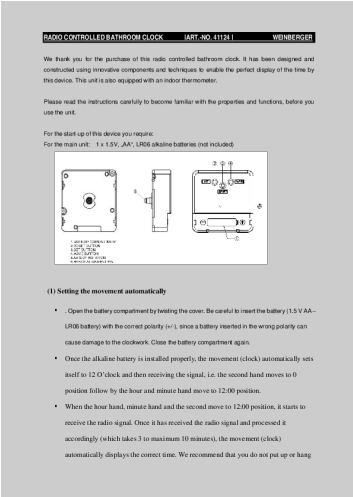 RADIO CONTROLLED BATHROOM CLOCK IART.-NO. 41124 I WEINBERGER
We thank you for the purchase of this radio controlled bathroom clock. It has been designed and
constructed using innovative components and techniques to enable the perfect display of the time by
this device. This unit is also equipped with an indoor thermometer.
Please read the instructions carefully to become familiar with the properties and functions, before you
use the unit.
For the start-up of this device you require:
For the main unit: 1 x 1.5V, „AA“, LR06 alkaline batteries (not included)
(1) Setting the movement automatically
• . Open the battery compartment by twisting the cover. Be careful to insert the battery (1.5 V AA –
LR06 battery) with the correct polarity (+/-), since a battery inserted in the wrong polarity can
cause damage to the clockwork. Close the battery compartment again.
• Once the alkaline battery is installed properly, the movement (clock) automatically sets
itself to 12 O’clock and then receiving the signal, i.e. the second hand moves to 0
position follow by the hour and minute hand move to 12:00 position.
• When the hour hand, minute hand and the second move to 12:00 position, it starts to
receive the radio signal. Once it has received the radio signal and processed it
accordingly (which takes 3 to maximum 10 minutes), the movement (clock)
automatically displays the correct time. We recommend that you do not put up or hang